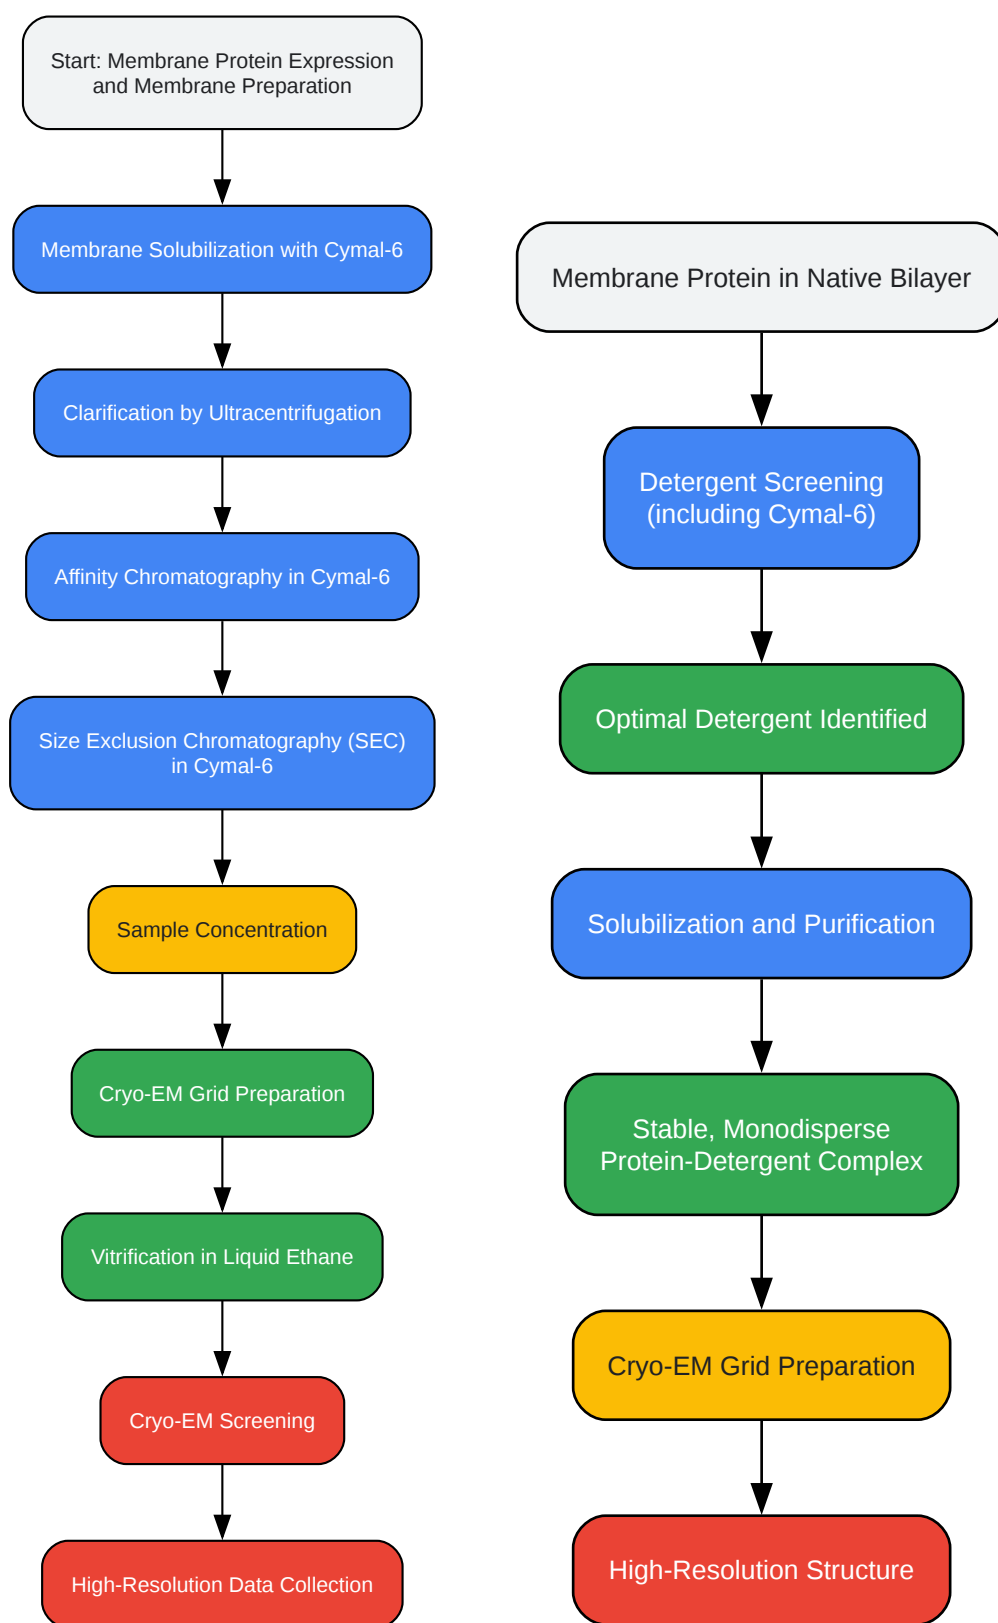 Start: Membrane Protein Expression
and Membrane Preparation
Membrane Solubilization with Cymal-6
Clarification by Ultracentrifugation
Affinity Chromatography in Cymal-6
Size Exclusion Chromatography (SEC)
in Cymal-6
Sample Concentration
Cryo-EM Grid Preparation
Vitrification in Liquid Ethane
Cryo-EM Screening
High-Resolution Data Collection
Membrane Protein in Native Bilayer
Detergent Screening
(including Cymal-6)
Optimal Detergent Identified
Solubilization and Purification
Stable, Monodisperse
Protein-Detergent Complex
Cryo-EM Grid Preparation
High-Resolution Structure